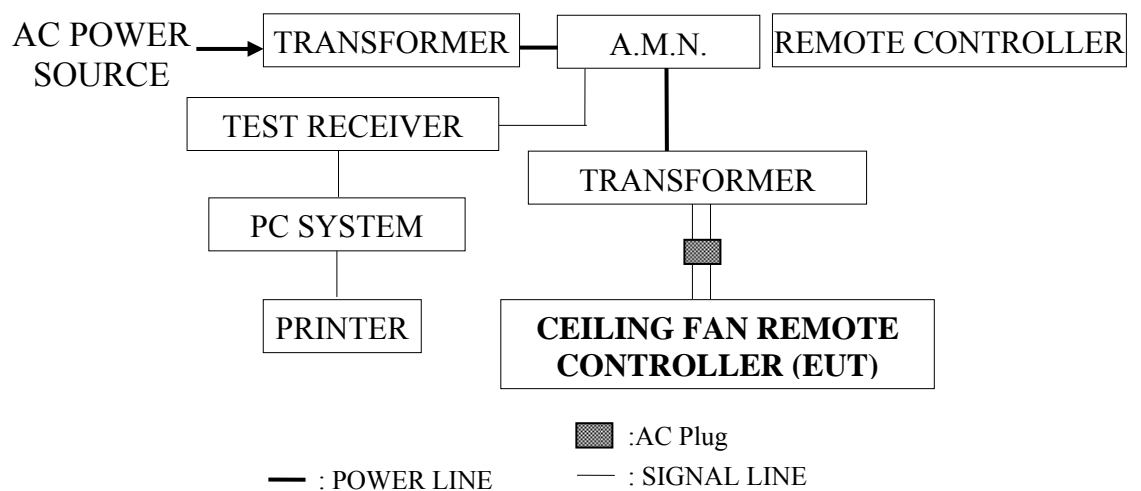 AC POWER
SOURCE
TRANSFORMER
A.M.N.
REMOTE CONTROLLER
TEST RECEIVER
TRANSFORMER
PC SYSTEM
PRINTER
CEILING FAN REMOTE
CONTROLLER (EUT)
:AC Plug
: POWER LINE
: SIGNAL LINE